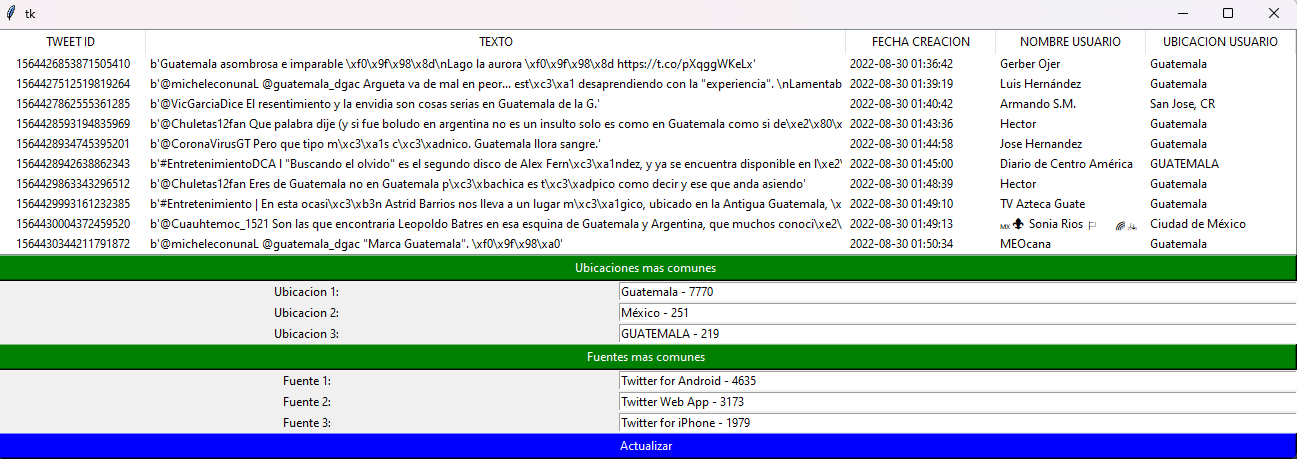 tk
TWEET ID TEXTO FECHA CREACION NOMBRE USUARIO UBICACION USUARIO
1564426853871505410 b'Guatemala asombrosa e imparable \xf0\x9f\x98\x8d\nLago la aurora \xf0\x9f\x98\x8d https://t.co/pXqggWKeLx' 2022-08-30 01:36:42 Gerber Ojer Guatemala
1564427512519819264 b'@micheleconunaL @guatemala_dgac Argueta va de mal en peor... est\xc3\xa1 desaprendiendo con la "experiencia". \nLamentab 2022-08-30 01:39:19 Luis Hernández Guatemala
1564427862555361285 b'@VicGarciaDice El resentimiento y la envidia son cosas serias en Guatemala de la G.' 2022-08-30 01:40:42 Armando S.M. San Jose, CR
1564428593194835969 b'@Chuletas12fan Que palabra dije (y si fue boludo en argentina no es un insulto solo es como en Guatemala como si de\xe2\x80\x 2022-08-30 01:43:36 Hector Guatemala
1564428934745395201 b'@CoronaVirusGT Pero que tipo m\xc3\xa1s c\xc3\xadnico. Guatemala llora sangre.' 2022-08-30 01:44:58 Jose Hernandez Guatemala
1564428942638862343 b'#EntretenimientoDCA l "Buscando el olvido" es el segundo disco de Alex Fern\xc3\xa1ndez, y ya se encuentra disponible en l\xe2\ 2022-08-30 01:45:00 Diario de Centro América GUATEMALA
1564429863343296512 b'@Chuletas12fan Eres de Guatemala no en Guatemala p\xc3\xbachica es t\xc3\xadpico como decir y ese que anda asiendo' 2022-08-30 01:48:39 Hector Guatemala
1564429993161232385 b'#Entretenimiento | En esta ocasi\xc3\xb3n Astrid Barrios nos lleva a un lugar m\xc3\xa1gico, ubicado en la Antigua Guatemala, \x 2022-08-30 01:49:10 TV Azteca Guate Guatemala
1564430004372459520 b'@Cuauhtemoc_1521 Son las que encontraria Leopoldo Batres en esa esquina de Guatemala y Argentina, que muchos conoci\xe2\ 2022-08-30 01:49:13 MX⚜ Sonia Rios Ciudad de México
1564430344211791872 b'@micheleconunaL @guatemala_dgac "Marca Guatemala". \xf0\x9f\x98\xa0' 2022-08-30 01:50:34 MEOcana Guatemala
Ubicaciones mas comunes
Ubicacion 1: Guatemala - 7770
Ubicacion 2: México - 251
Ubicacion 3: GUATEMALA - 219
Fuentes mas comunes
Fuente 1: Twitter for Android - 4635
Fuente 2: Twitter Web App - 3173
Fuente 3: Twitter for iPhone - 1979
Actualizar